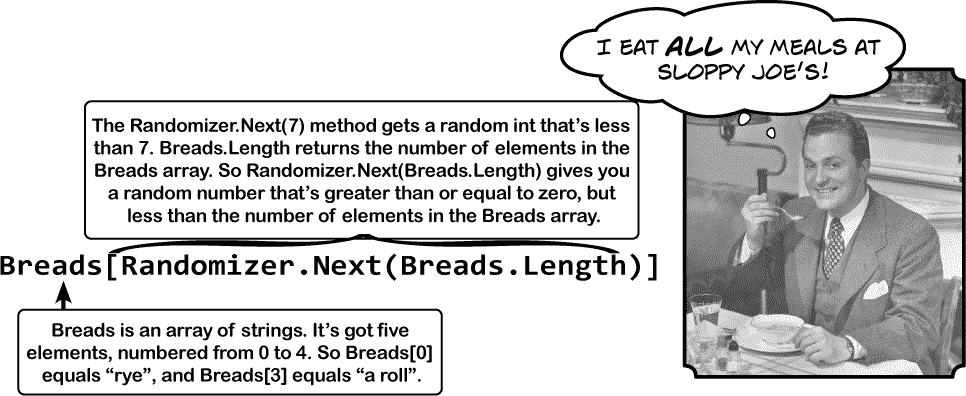 I EAT ALL MY MEALS AT
SLOPPY JOE'S!
The Randomizer.Next(7) method gets a random int that’s less
than 7. Breads.Length returns the number of elements in the
Breads array. So Randomizer.Next(Breads.Length) gives you
a random number that’s greater than or equal to zero, but
less than the number of elements in the Breads array.
Breads[Randomizer.Next(Breads.Length)]
Breads is an array of strings. It’s got five
elements, numbered from 0 to 4. So Breads[0]
equals “rye”, and Breads[3] equals “a roll”.